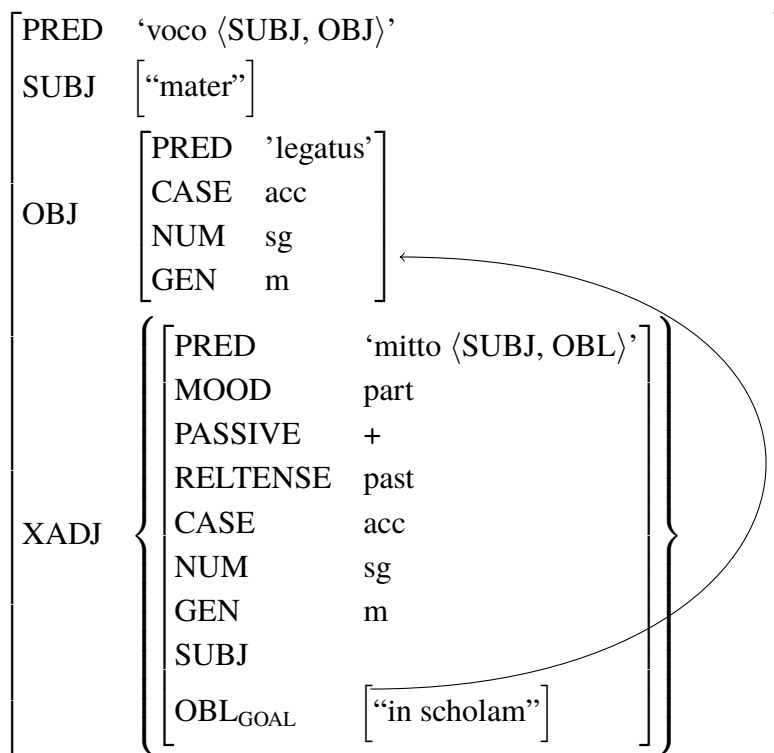 PRED ‘voco ⟨SUBJ, OBJ⟩’
SUBJ [“mater”]
OBJ
PRED ’legatus’
CASE acc
NUM sg
GEN m
XADJ
PRED ‘mitto ⟨SUBJ, OBL⟩’
MOOD part
PASSIVE +
RELTENSE past
CASE acc
NUM sg
GEN m
SUBJ
OBL_GOAL [“in scholam”]